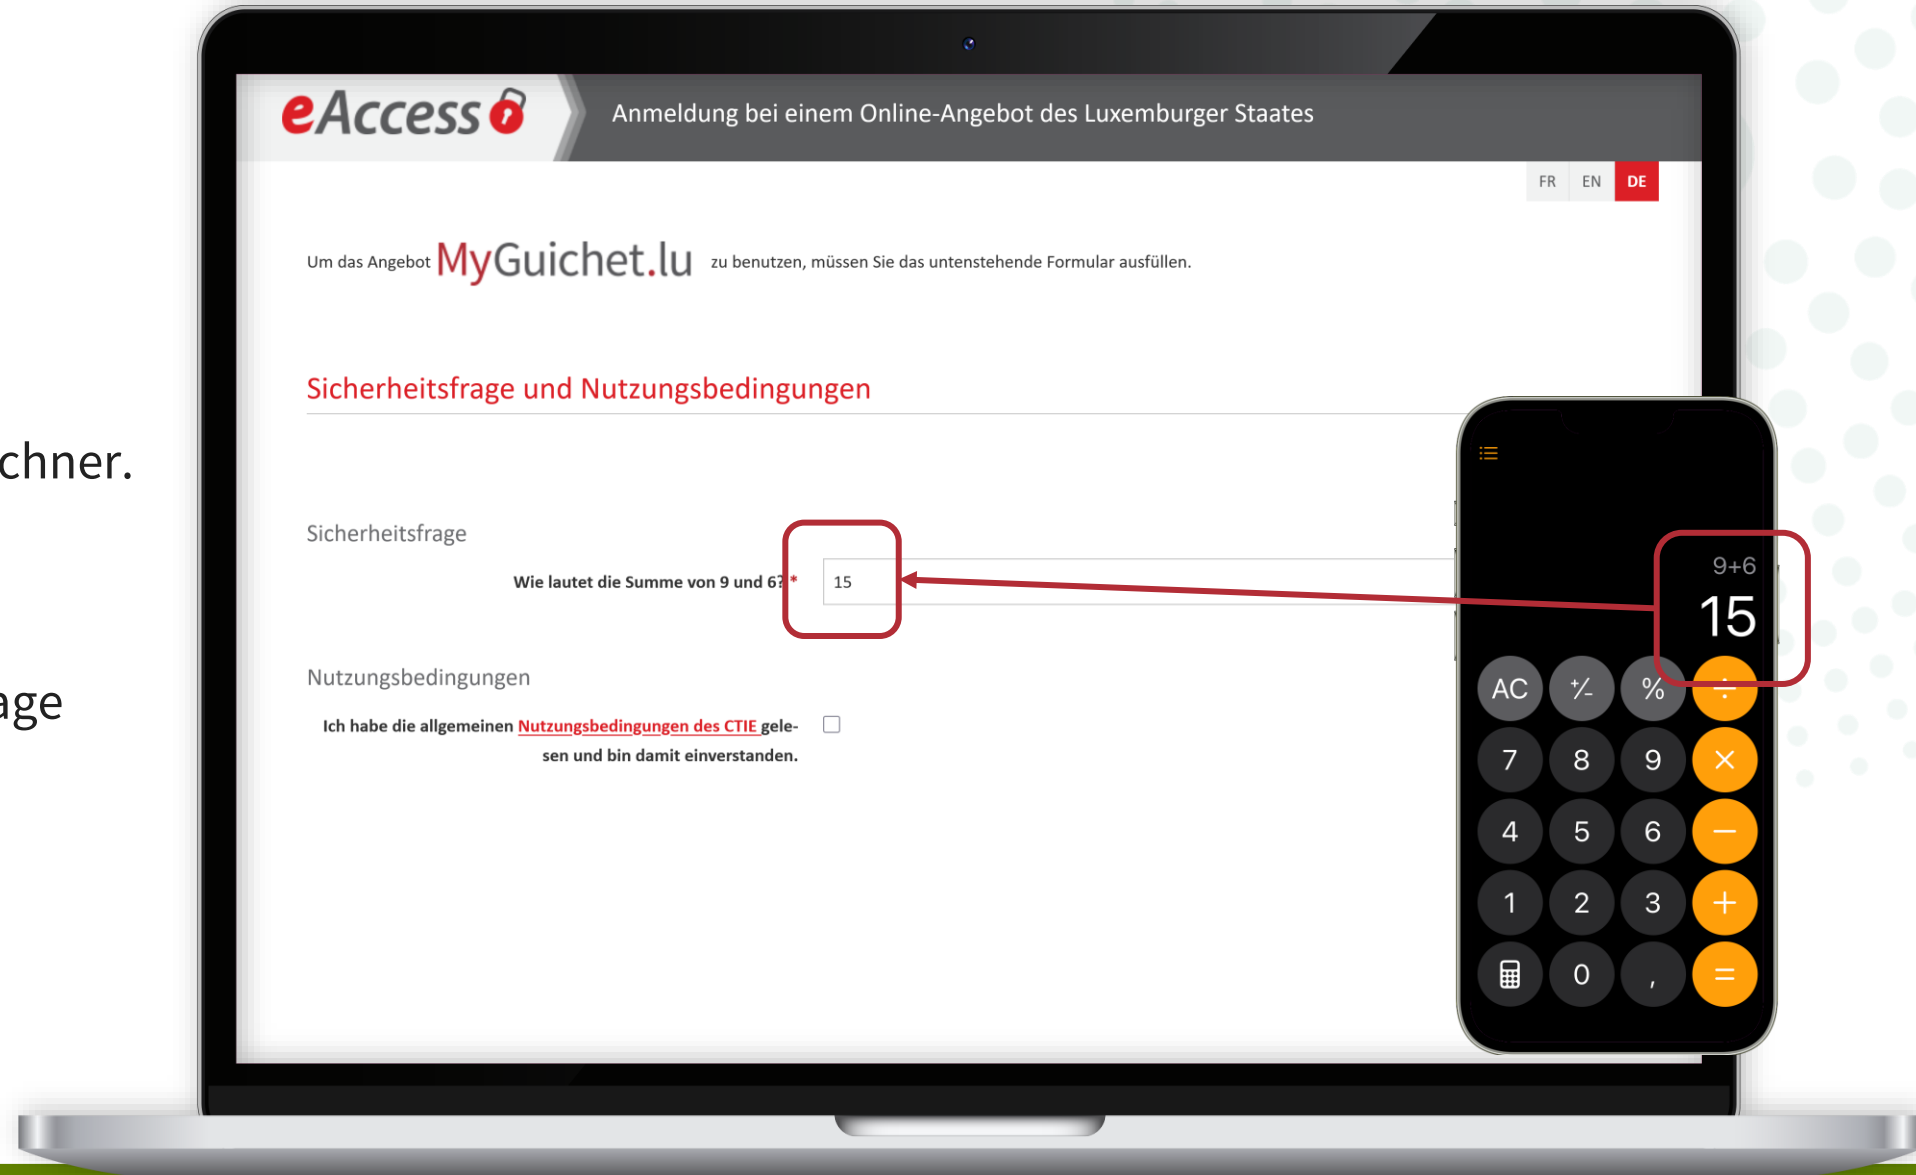 eAccess
Anmeldung bei einem Online-Angebot des Luxemburger Staates
FR EN DE
Um das Angebot MyGuichet.lu zu benutzen, müssen Sie das untenstehende Formular ausfüllen.
Sicherheitsfrage und Nutzungsbedingungen
chner.
Sicherheitsfrage
Wie lautet die Summe von 9 und 6? * 15
age
Nutzungsbedingungen
Ich habe die allgemeinen Nutzungsbedingungen des CTIE gele-
sen und bin damit einverstanden.
9+6
15
AC +/- % ÷
7 8 9 ×
4 5 6 −
1 2 3 +
0 , =